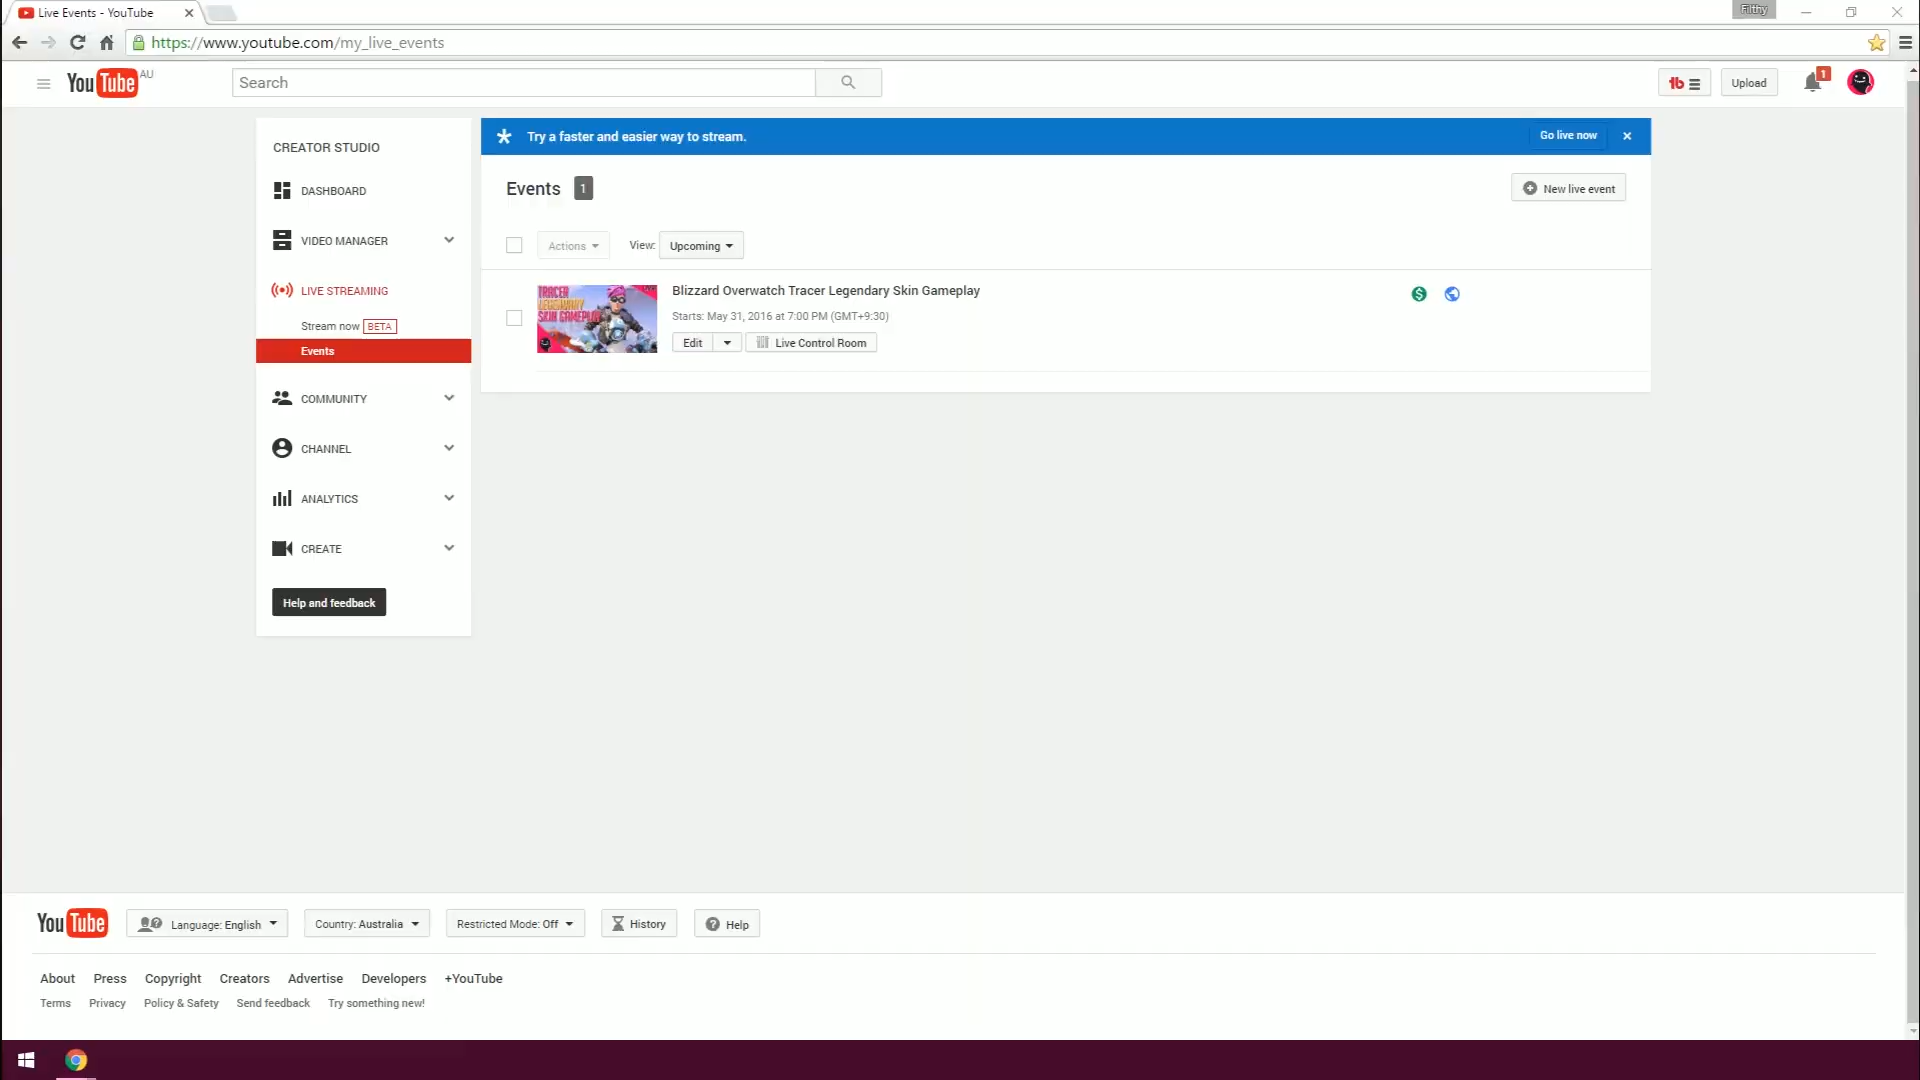 Live Events - YouTube
Filthy
https://www.youtube.com/my_live_events
YouTube AU
Search
Upload
1
CREATOR STUDIO
DASHBOARD
VIDEO MANAGER
LIVE STREAMING
Stream now BETA
Events
COMMUNITY
CHANNEL
ANALYTICS
CREATE
Help and feedback
Try a faster and easier way to stream.
Go live now
Events 1
New live event
Actions
View: Upcoming
TRACER
LEGENDARY
SKIN GAMEPLAY
Blizzard Overwatch Tracer Legendary Skin Gameplay
Starts: May 31, 2016 at 7:00 PM (GMT+9:30)
Edit
Live Control Room
YouTube
Language: English
Country: Australia
Restricted Mode: Off
History
Help
About Press Copyright Creators Advertise Developers +YouTube
Terms Privacy Policy & Safety Send feedback Try something new!